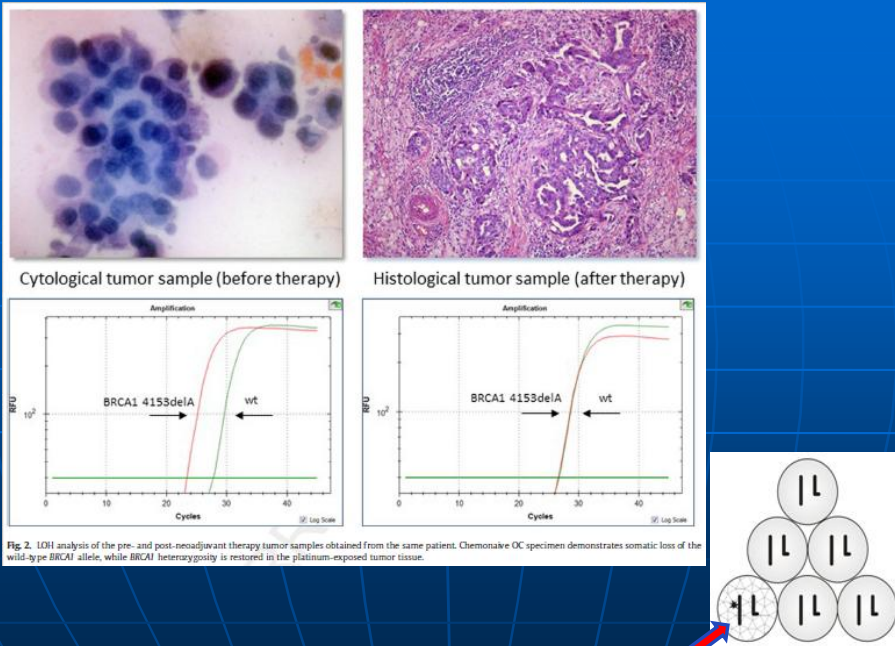 Cytological tumor sample (before therapy)
Histological tumor sample (after therapy)
Amplification
RFU
10²
BRCA1 4153delA
wt
0
10
20
30
40
Cycles
Log Scale
Amplification
RFU
10²
BRCA1 4153delA
wt
0
10
20
30
40
Cycles
Log Scale
Fig. 2. LOH analysis of the pre- and post-neoadjuvant therapy tumor samples obtained from the same patient. Chemonaive OC specimen demonstrates somatic loss of the
wild-type BRCA1 allele, while BRCA1 heterozygosity is restored in the platinum-exposed tumor tissue.